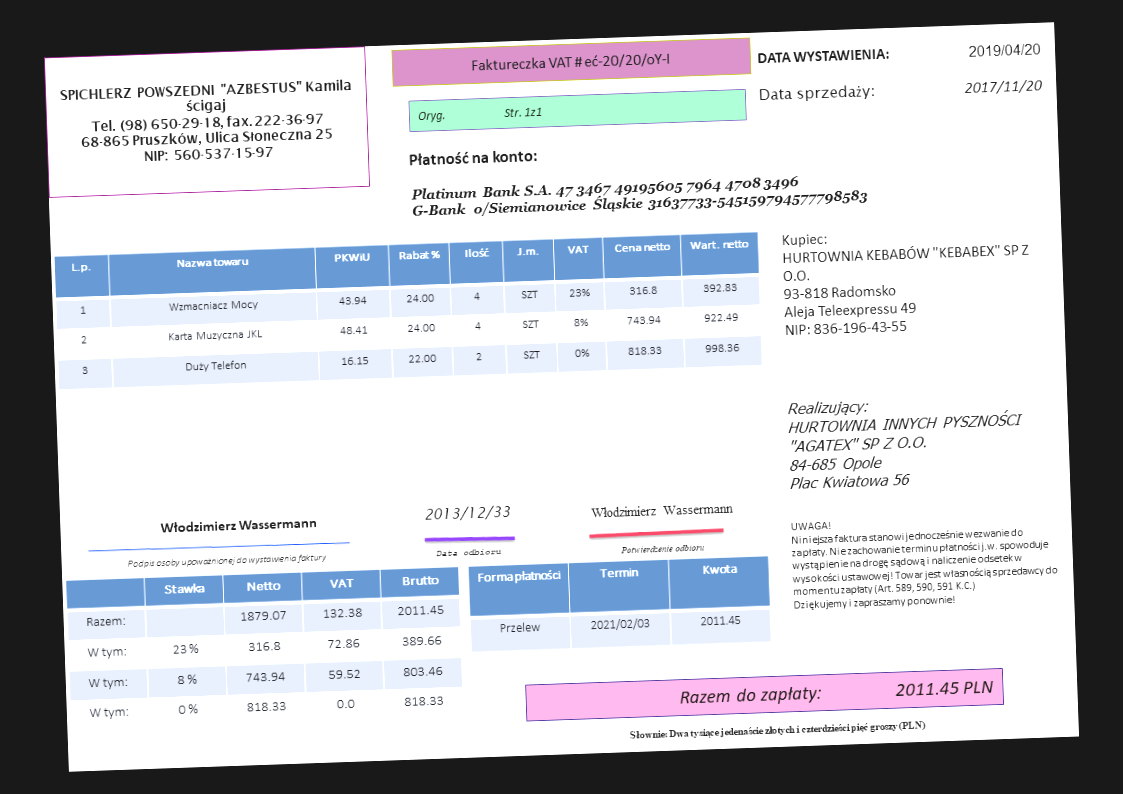 SPICHLERZ POWSZEDNI "AZBESTUS" Kamila
ścigaj
Tel. (98) 650-29-18, fax. 222-36-97
68-865 Pruszków, Ulica Słoneczna 25
NIP: 560-537-15-97
Faktureczka VAT # eć-20/20/oY-I
Oryg. Str. 1z1
DATA WYSTAWIENIA: 2019/04/20
Data sprzedaży: 2017/11/20
Płatność na konto:
Platinum Bank S.A. 47 3467 49195605 7964 4708 3496
G-Bank o/Siemianowice Śląskie 31637733-545159794577798583
Kupiec:
HURTOWNIA KEBABÓW "KEBABEX" SP Z
O.O.
93-818 Radomsko
Aleja Teleexpressu 49
NIP: 836-196-43-55
L.p. Nazwa towaru PKWiU Rabat % Ilość J.m. VAT Cena netto Wart. netto
1 Wzmacniacz Mocy 43.94 24.00 4 SZT 23% 316.8 392.83
2 Karta Muzyczna JKL 48.41 24.00 4 SZT 8% 743.94 922.49
3 Duży Telefon 16.15 22.00 2 SZT 0% 818.33 998.36
Realizujący:
HURTOWNIA INNYCH PYSZNOŚCI
"AGATEX" SP Z O.O.
84-685 Opole
Plac Kwiatowa 56
Włodzimierz Wassermann
Podpis osoby upoważnionej do wystawienia faktury
2013/12/33
Data odbioru
Włodzimierz Wassermann
Potwierdzenie odbioru
UWAGA!
Niniejsza faktura stanowi jednocześnie wezwanie do
zapłaty. Nie zachowanie terminu płatności j.w. spowoduje
wystąpienie na drogę sądową i naliczenie odsetek w
wysokości ustawowej! Towar jest własnością sprzedawcy do
momentu zapłaty (Art. 589, 590, 591 K.C.)
Dziękujemy i zapraszamy ponownie!
Stawka Netto VAT Brutto
Razem: 1879.07 132.38 2011.45
W tym: 23 % 316.8 72.86 389.66
W tym: 8 % 743.94 59.52 803.46
W tym: 0 % 818.33 0.0 818.33
Forma płatności Termin Kwota
Przelew 2021/02/03 2011.45
Razem do zapłaty: 2011.45 PLN
Słownie: Dwa tysiące jedenaście złotych i czterdzieści pięć groszy (PLN)